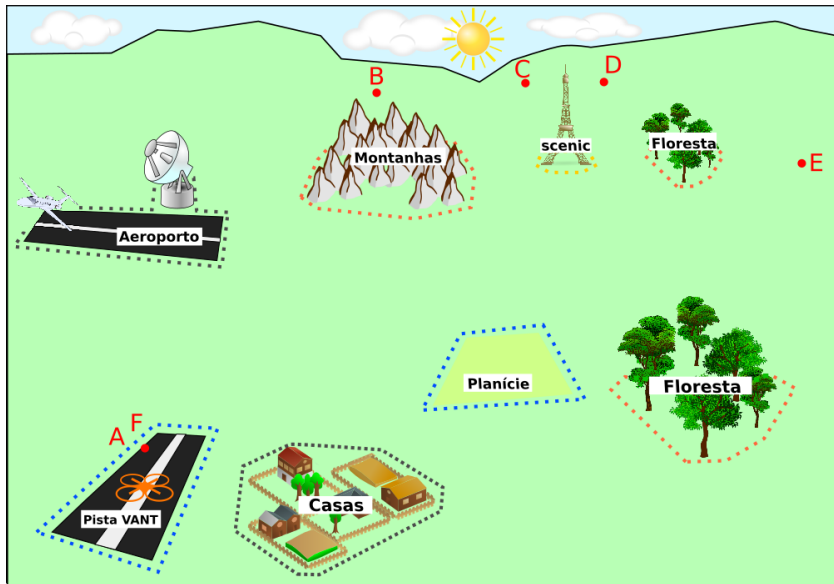 B
C
D
Montanhas
scenic
Floresta
E
Aeroporto
Planície
Floresta
A
F
Casas
Pista VANT